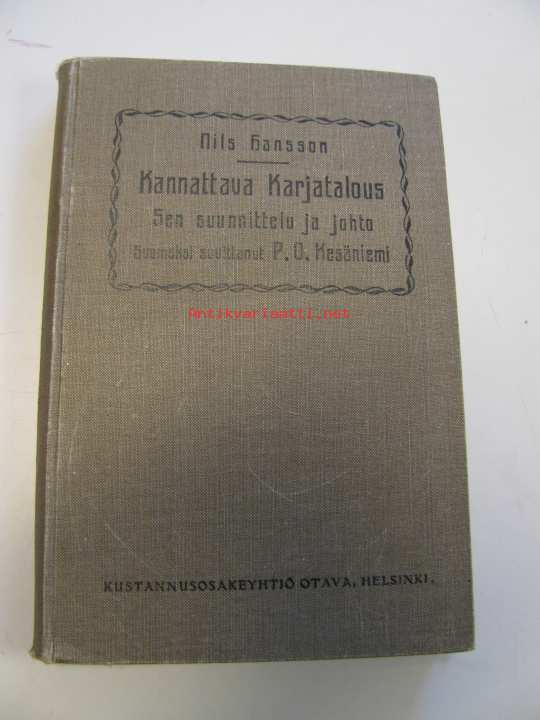 Nils Hansson
Kannattava Karjatalous
Sen suunnittelu ja johto
Suomeksi sovittanut P. O. Kesäniemi
Antikvariaatti.net
KUSTANNUSOSAKEYHTIÖ OTAVA, HELSINKI.